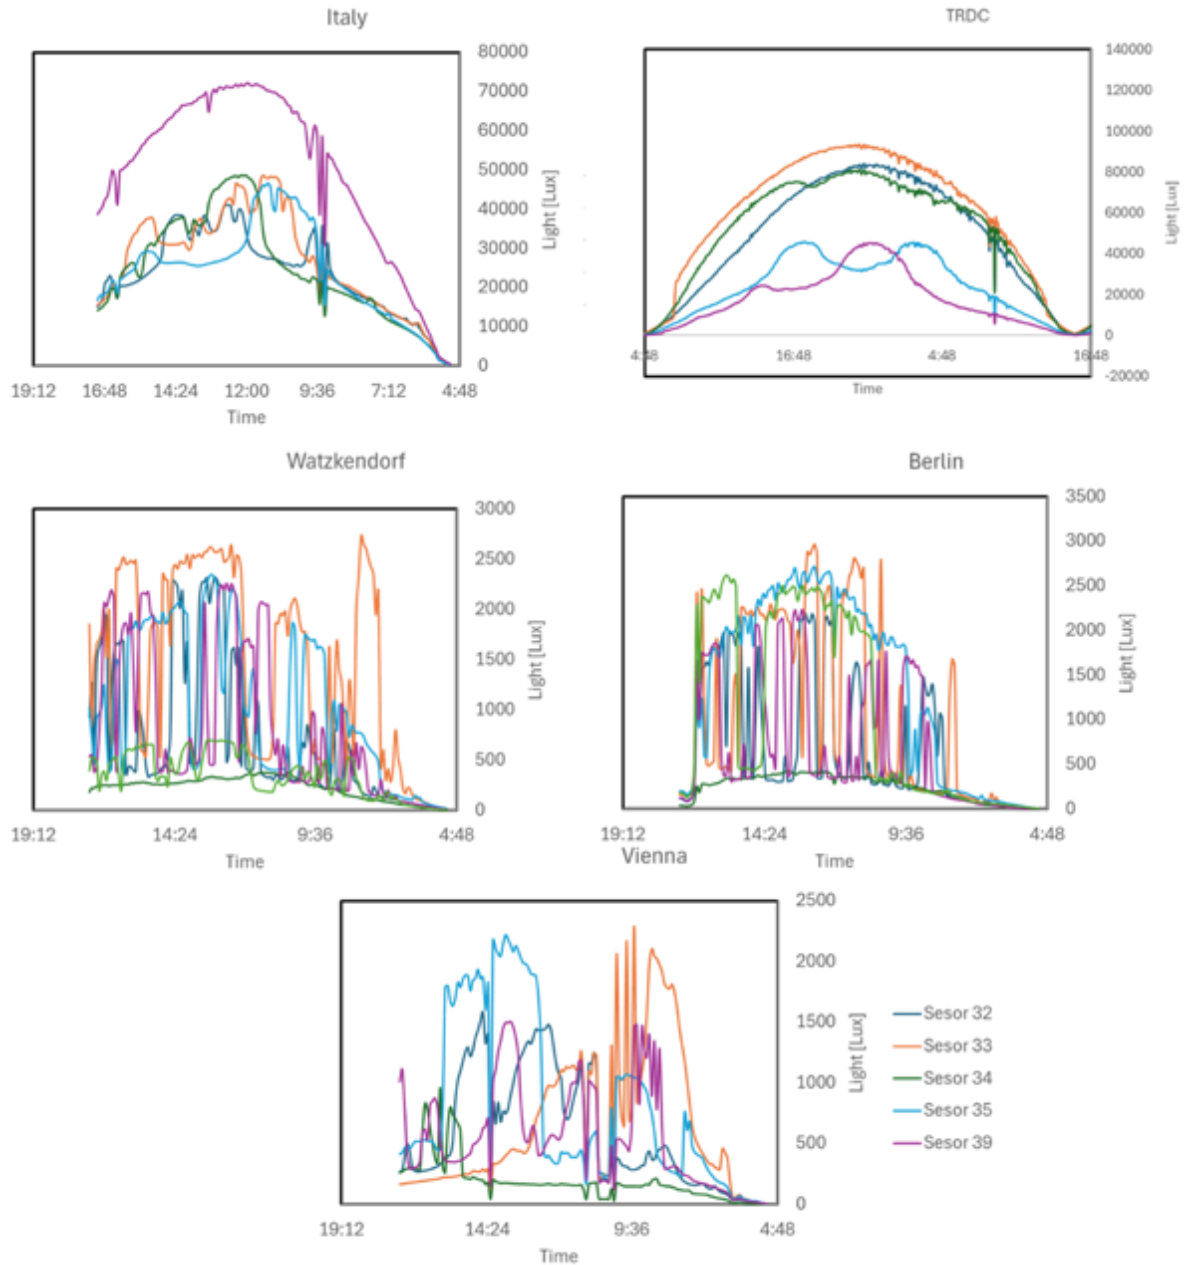 Italy
80000
70000
60000
50000
40000
30000
20000
10000
0
Light [Lux]
19:12 16:48 14:24 12:00 9:36 7:12 4:48
Time
TRDC
140000
120000
100000
80000
60000
40000
20000
0
-20000
Light [Lux]
4:48 16:48 4:48 16:48
Time
Watzkendorf
3000
2500
2000
1500
1000
500
0
Light [Lux]
19:12 14:24 9:36 4:48
Time
Berlin
3500
3000
2500
2000
1500
1000
500
0
Light [Lux]
19:12 14:24 9:36 4:48
Time
Vienna
2500
2000
1500
1000
500
0
Light [Lux]
19:12 14:24 9:36 4:48
Time
Sesor 32
Sesor 33
Sesor 34
Sesor 35
Sesor 39